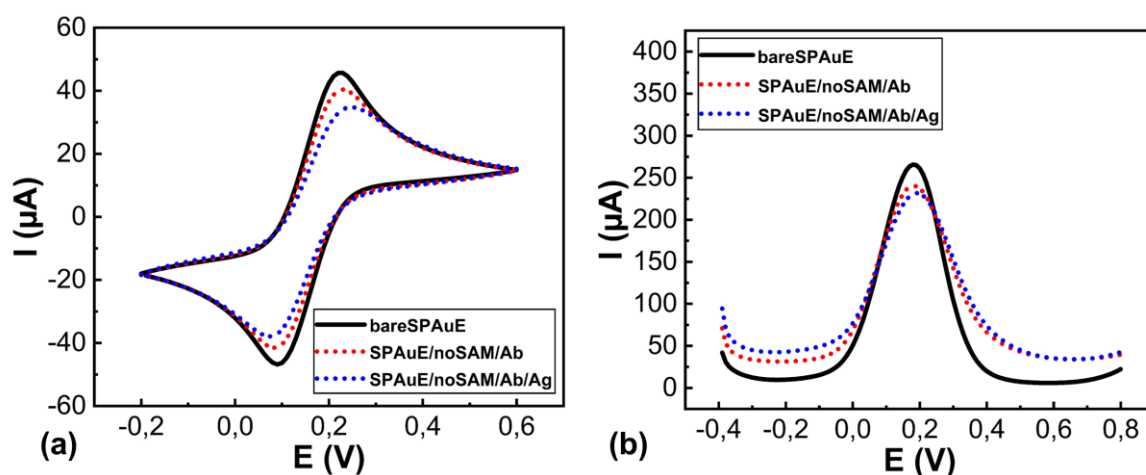 60
40
20
0
-20
-40
-60
I (µA)
bareSPAuE
SPAuE/noSAM/Ab
SPAuE/noSAM/Ab/Ag
-0,2
0,0
0,2
0,4
0,6
(a)
E (V)
400
350
300
250
200
150
100
50
0
I (µA)
bareSPAuE
SPAuE/noSAM/Ab
SPAuE/noSAM/Ab/Ag
-0,4
-0,2
0,0
0,2
0,4
0,6
0,8
(b)
E (V)